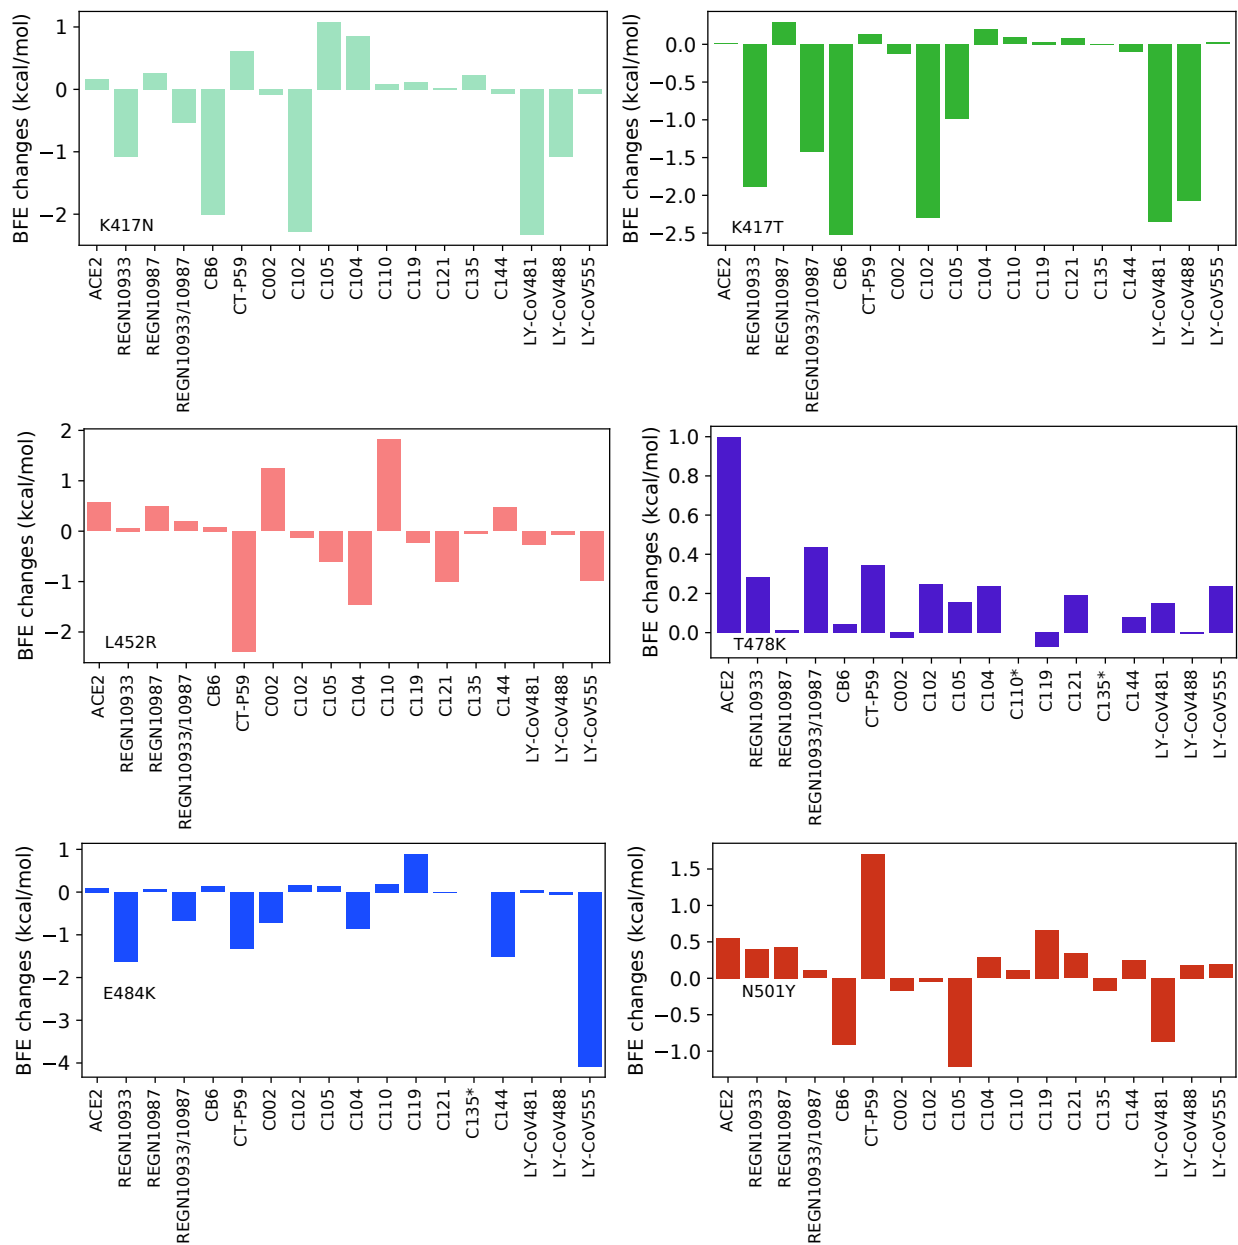 BFE changes (kcal/mol)
1
0
−1
−2
K417N
ACE2
REGN10933
REGN10987
REGN10933/10987
CB6
CT-P59
C002
C102
C105
C104
C110
C119
C121
C135
C144
LY-CoV481
LY-CoV488
LY-CoV555
BFE changes (kcal/mol)
0.0
−0.5
−1.0
−1.5
−2.0
−2.5
K417T
ACE2
REGN10933
REGN10987
REGN10933/10987
CB6
CT-P59
C002
C102
C105
C104
C110
C119
C121
C135
C144
LY-CoV481
LY-CoV488
LY-CoV555
BFE changes (kcal/mol)
2
1
0
−1
−2
L452R
ACE2
REGN10933
REGN10987
REGN10933/10987
CB6
CT-P59
C002
C102
C105
C104
C110
C119
C121
C135
C144
LY-CoV481
LY-CoV488
LY-CoV555
BFE changes (kcal/mol)
1.0
0.8
0.6
0.4
0.2
0.0
T478K
ACE2
REGN10933
REGN10987
REGN10933/10987
CB6
CT-P59
C002
C102
C105
C104
C110*
C119
C121
C135*
C144
LY-CoV481
LY-CoV488
LY-CoV555
BFE changes (kcal/mol)
1
0
−1
−2
−3
−4
E484K
ACE2
REGN10933
REGN10987
REGN10933/10987
CB6
CT-P59
C002
C102
C105
C104
C110
C119
C121
C135*
C144
LY-CoV481
LY-CoV488
LY-CoV555
BFE changes (kcal/mol)
1.5
1.0
0.5
0.0
−0.5
−1.0
N501Y
ACE2
REGN10933
REGN10987
REGN10933/10987
CB6
CT-P59
C002
C102
C105
C104
C110
C119
C121
C135
C144
LY-CoV481
LY-CoV488
LY-CoV555